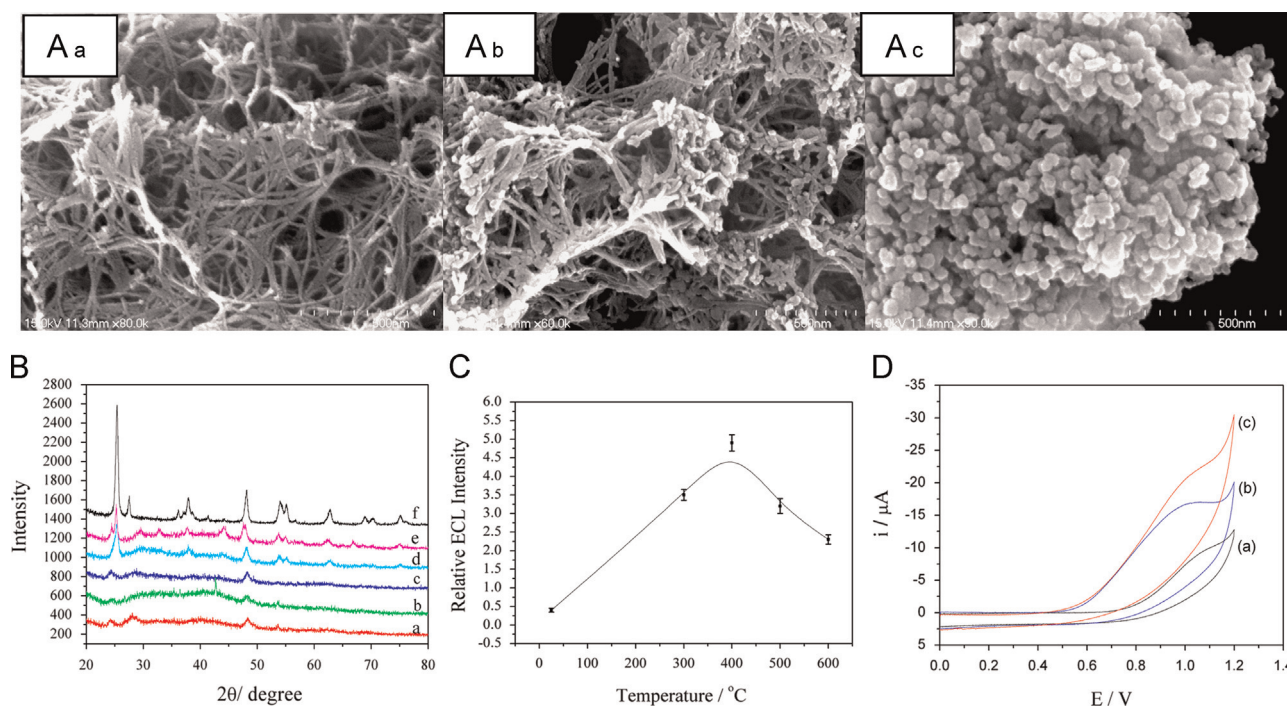 A a
A b
A c
15.0kV 11.3mm x80.0k
500nm
x60.0k
500nm
15.0kV 11.4mm x90.0k
500nm
B
2800
2600
2400
2200
2000
1800
1600
1400
1200
1000
800
600
400
200
f
e
d
c
b
a
20 30 40 50 60 70 80
2θ/ degree
Intensity
C
6.0
5.5
5.0
4.5
4.0
3.5
3.0
2.5
2.0
1.5
1.0
0.5
0.0
-0.5
0 100 200 300 400 500 600
Temperature / °C
Relative ECL Intensity
D
-35
-30
-25
-20
-15
-10
-5
0
5
(c)
(b)
(a)
0.0 0.2 0.4 0.6 0.8 1.0 1.2 1.4
E / V
i / μA